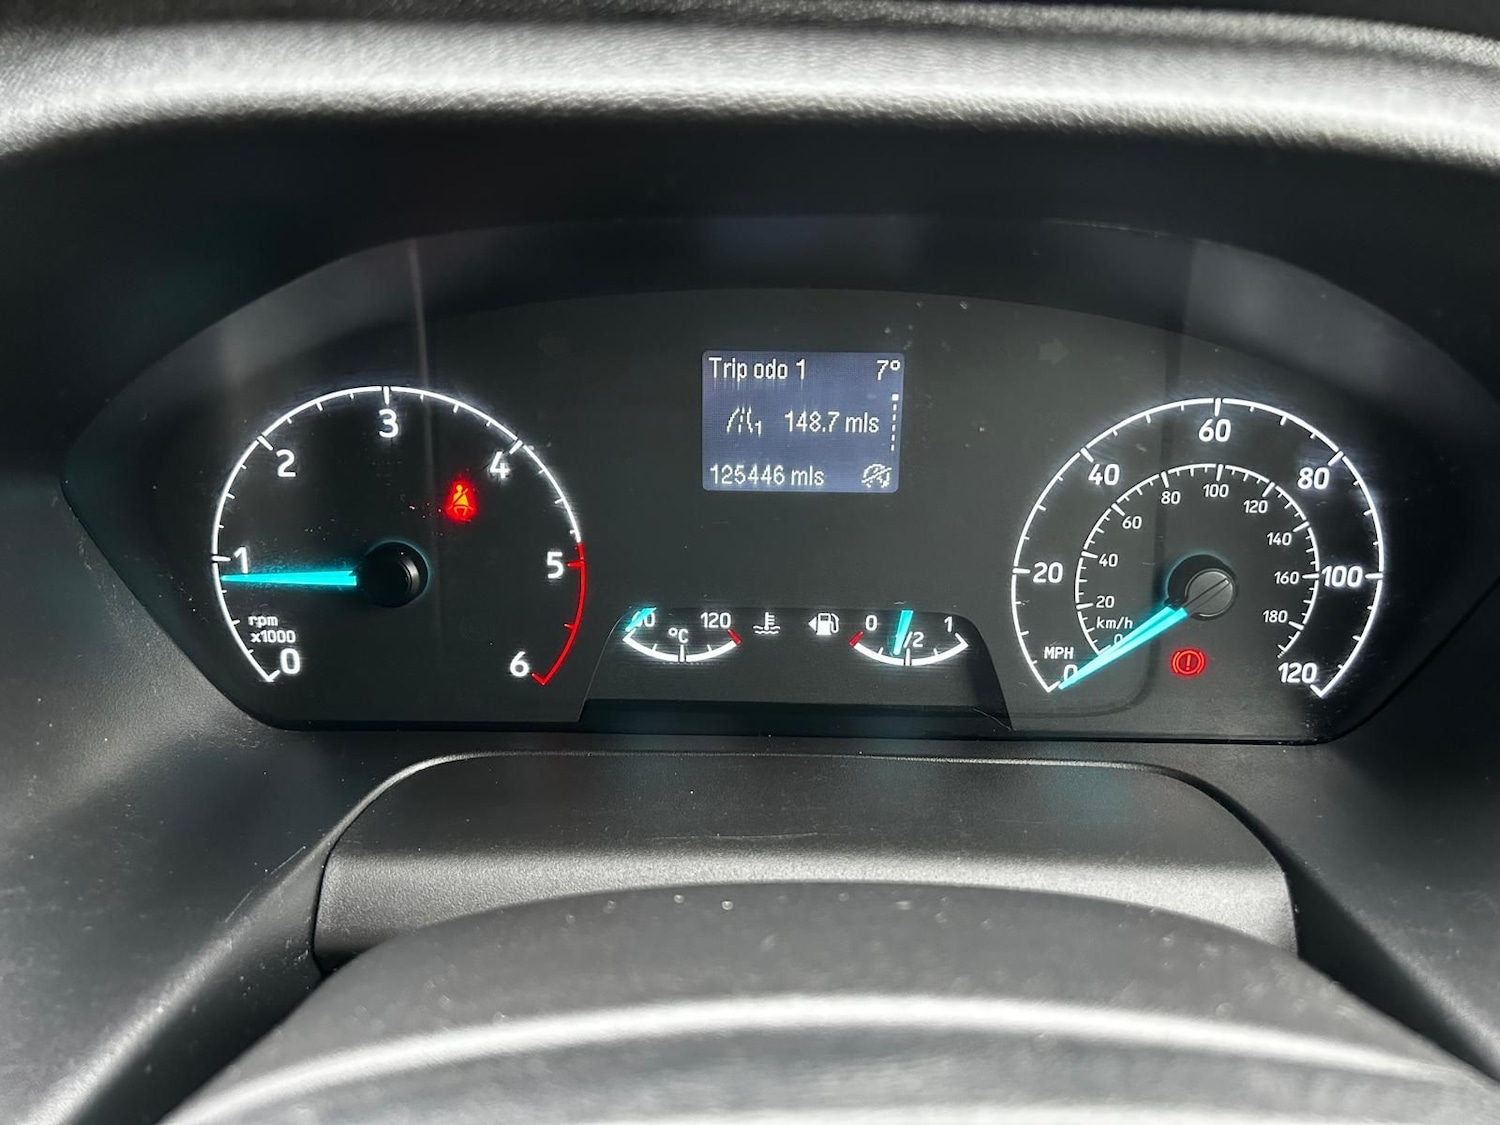 Trip odo 1 7°
1 148.7 mls
125446 mls
0 1 2 3 4 5 6
rpm
x1000
120
°C
0 1/2 1
0 20 40 60 80 100 120
MPH
0 20 40 60 80 100 120 140 160 180
km/h